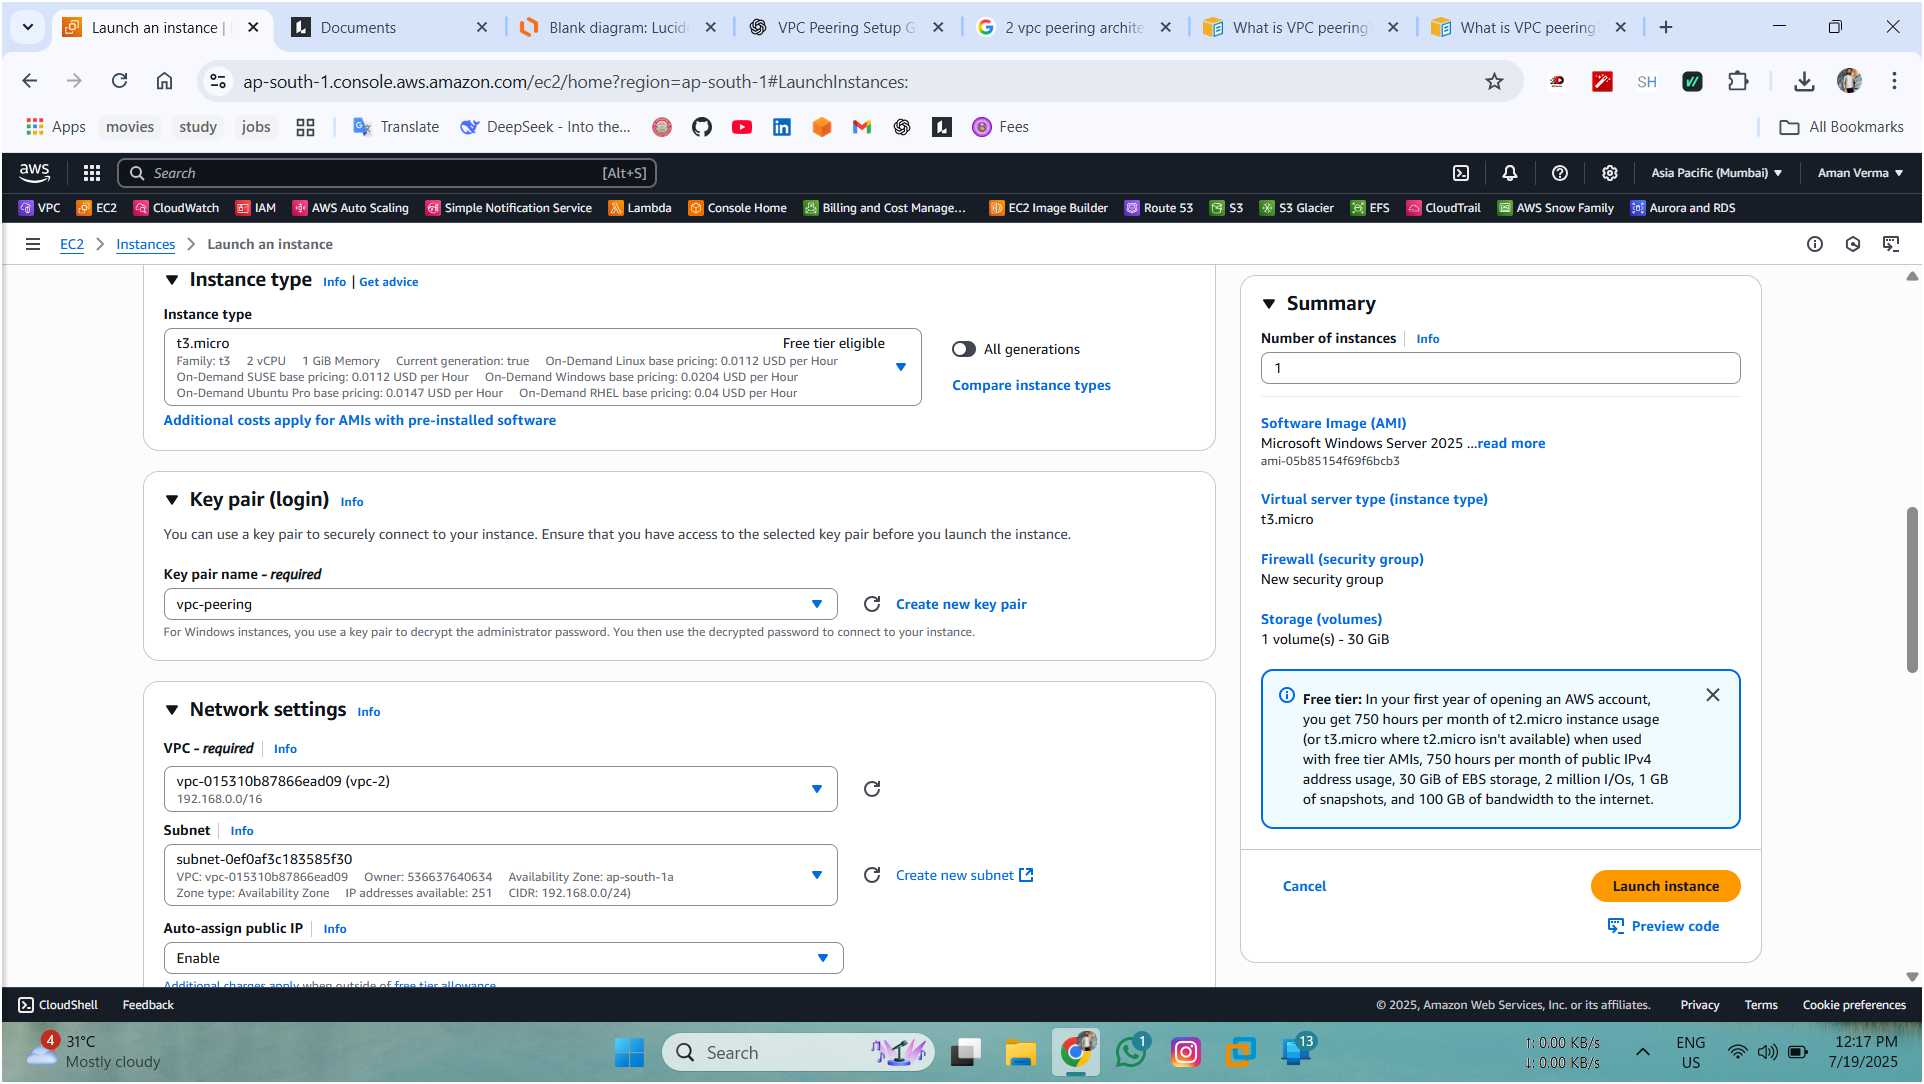 Launch an instance |
Documents
Blank diagram: Lucid
VPC Peering Setup G
2 vpc peering archite
What is VPC peering
What is VPC peering
ap-south-1.console.aws.amazon.com/ec2/home?region=ap-south-1#LaunchInstances:
SH
Apps
movies
study
jobs
Translate
DeepSeek - Into the...
Fees
All Bookmarks
aws
Search
[Alt+S]
Asia Pacific (Mumbai)
Aman Verma
VPC
EC2
CloudWatch
IAM
AWS Auto Scaling
Simple Notification Service
Lambda
Console Home
Billing and Cost Manage...
EC2 Image Builder
Route 53
S3
S3 Glacier
EFS
CloudTrail
AWS Snow Family
Aurora and RDS
EC2
Instances
Launch an instance
Instance type Info | Get advice
Instance type
t3.micro Free tier eligible
Family: t3 2 vCPU 1 GiB Memory Current generation: true On-Demand Linux base pricing: 0.0112 USD per Hour
On-Demand SUSE base pricing: 0.0112 USD per Hour On-Demand Windows base pricing: 0.0204 USD per Hour
On-Demand Ubuntu Pro base pricing: 0.0147 USD per Hour On-Demand RHEL base pricing: 0.04 USD per Hour
All generations
Compare instance types
Additional costs apply for AMIs with pre-installed software
Key pair (login) Info
You can use a key pair to securely connect to your instance. Ensure that you have access to the selected key pair before you launch the instance.
Key pair name - required
vpc-peering
Create new key pair
For Windows instances, you use a key pair to decrypt the administrator password. You then use the decrypted password to connect to your instance.
Network settings Info
VPC - required Info
vpc-015310b87866ead09 (vpc-2)
192.168.0.0/16
Subnet Info
subnet-0ef0af3c183585f30
VPC: vpc-015310b87866ead09 Owner: 536637640634 Availability Zone: ap-south-1a
Zone type: Availability Zone IP addresses available: 251 CIDR: 192.168.0.0/24)
Create new subnet
Auto-assign public IP Info
Enable
Additional charges apply when outside of free tier allowance
Summary
Number of instances Info
1
Software Image (AMI)
Microsoft Windows Server 2025 ...read more
ami-05b85154f69f6bcb3
Virtual server type (instance type)
t3.micro
Firewall (security group)
New security group
Storage (volumes)
1 volume(s) - 30 GiB
Free tier: In your first year of opening an AWS account,
you get 750 hours per month of t2.micro instance usage
(or t3.micro where t2.micro isn't available) when used
with free tier AMIs, 750 hours per month of public IPv4
address usage, 30 GiB of EBS storage, 2 million I/Os, 1 GB
of snapshots, and 100 GB of bandwidth to the internet.
Cancel
Launch instance
Preview code
CloudShell
Feedback
© 2025, Amazon Web Services, Inc. or its affiliates.
Privacy
Terms
Cookie preferences
4
31°C
Mostly cloudy
Search
1
13
↑: 0.00 KB/s
↓: 0.00 KB/s
ENG
US
12:17 PM
7/19/2025